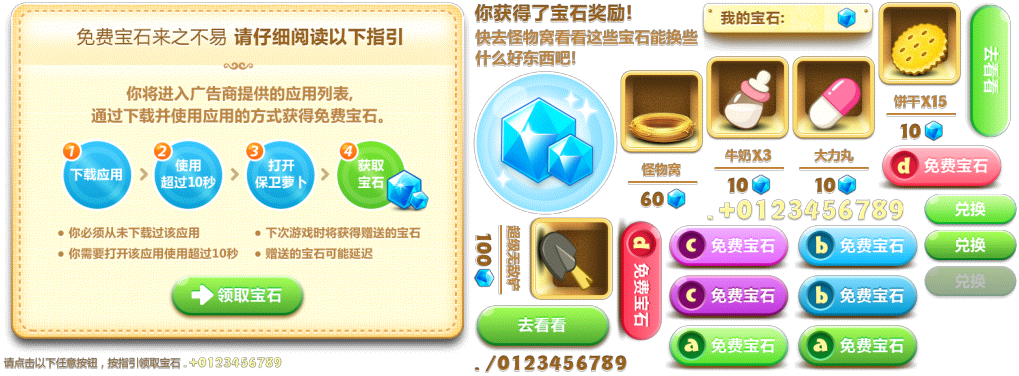 免费宝石来之不易 请仔细阅读以下指引
你将进入广告商提供的应用列表,
通过下载并使用应用的方式获得免费宝石。
1 下载应用
2 使用
超过10秒
3 打开
保卫萝卜
4 获取
宝石
• 你必须从未下载过该应用
• 下次游戏时将获得赠送的宝石
• 你需要打开该应用使用超过10秒
• 赠送的宝石可能延迟
领取宝石
请点击以下任意按钮，按指引领取宝石。
+0123456789
你获得了宝石奖励!
快去怪物窝看看这些宝石能换些
什么好东西吧!
我的宝石:
怪物窝
60
牛奶X3
10
大力丸
10
饼干X15
10
去看看
d 免费宝石
.+0123456789
兑换
兑换
兑换
100
d 免费宝石
c 免费宝石
b 免费宝石
c 免费宝石
b 免费宝石
a 免费宝石
a 免费宝石
去看看
./0123456789